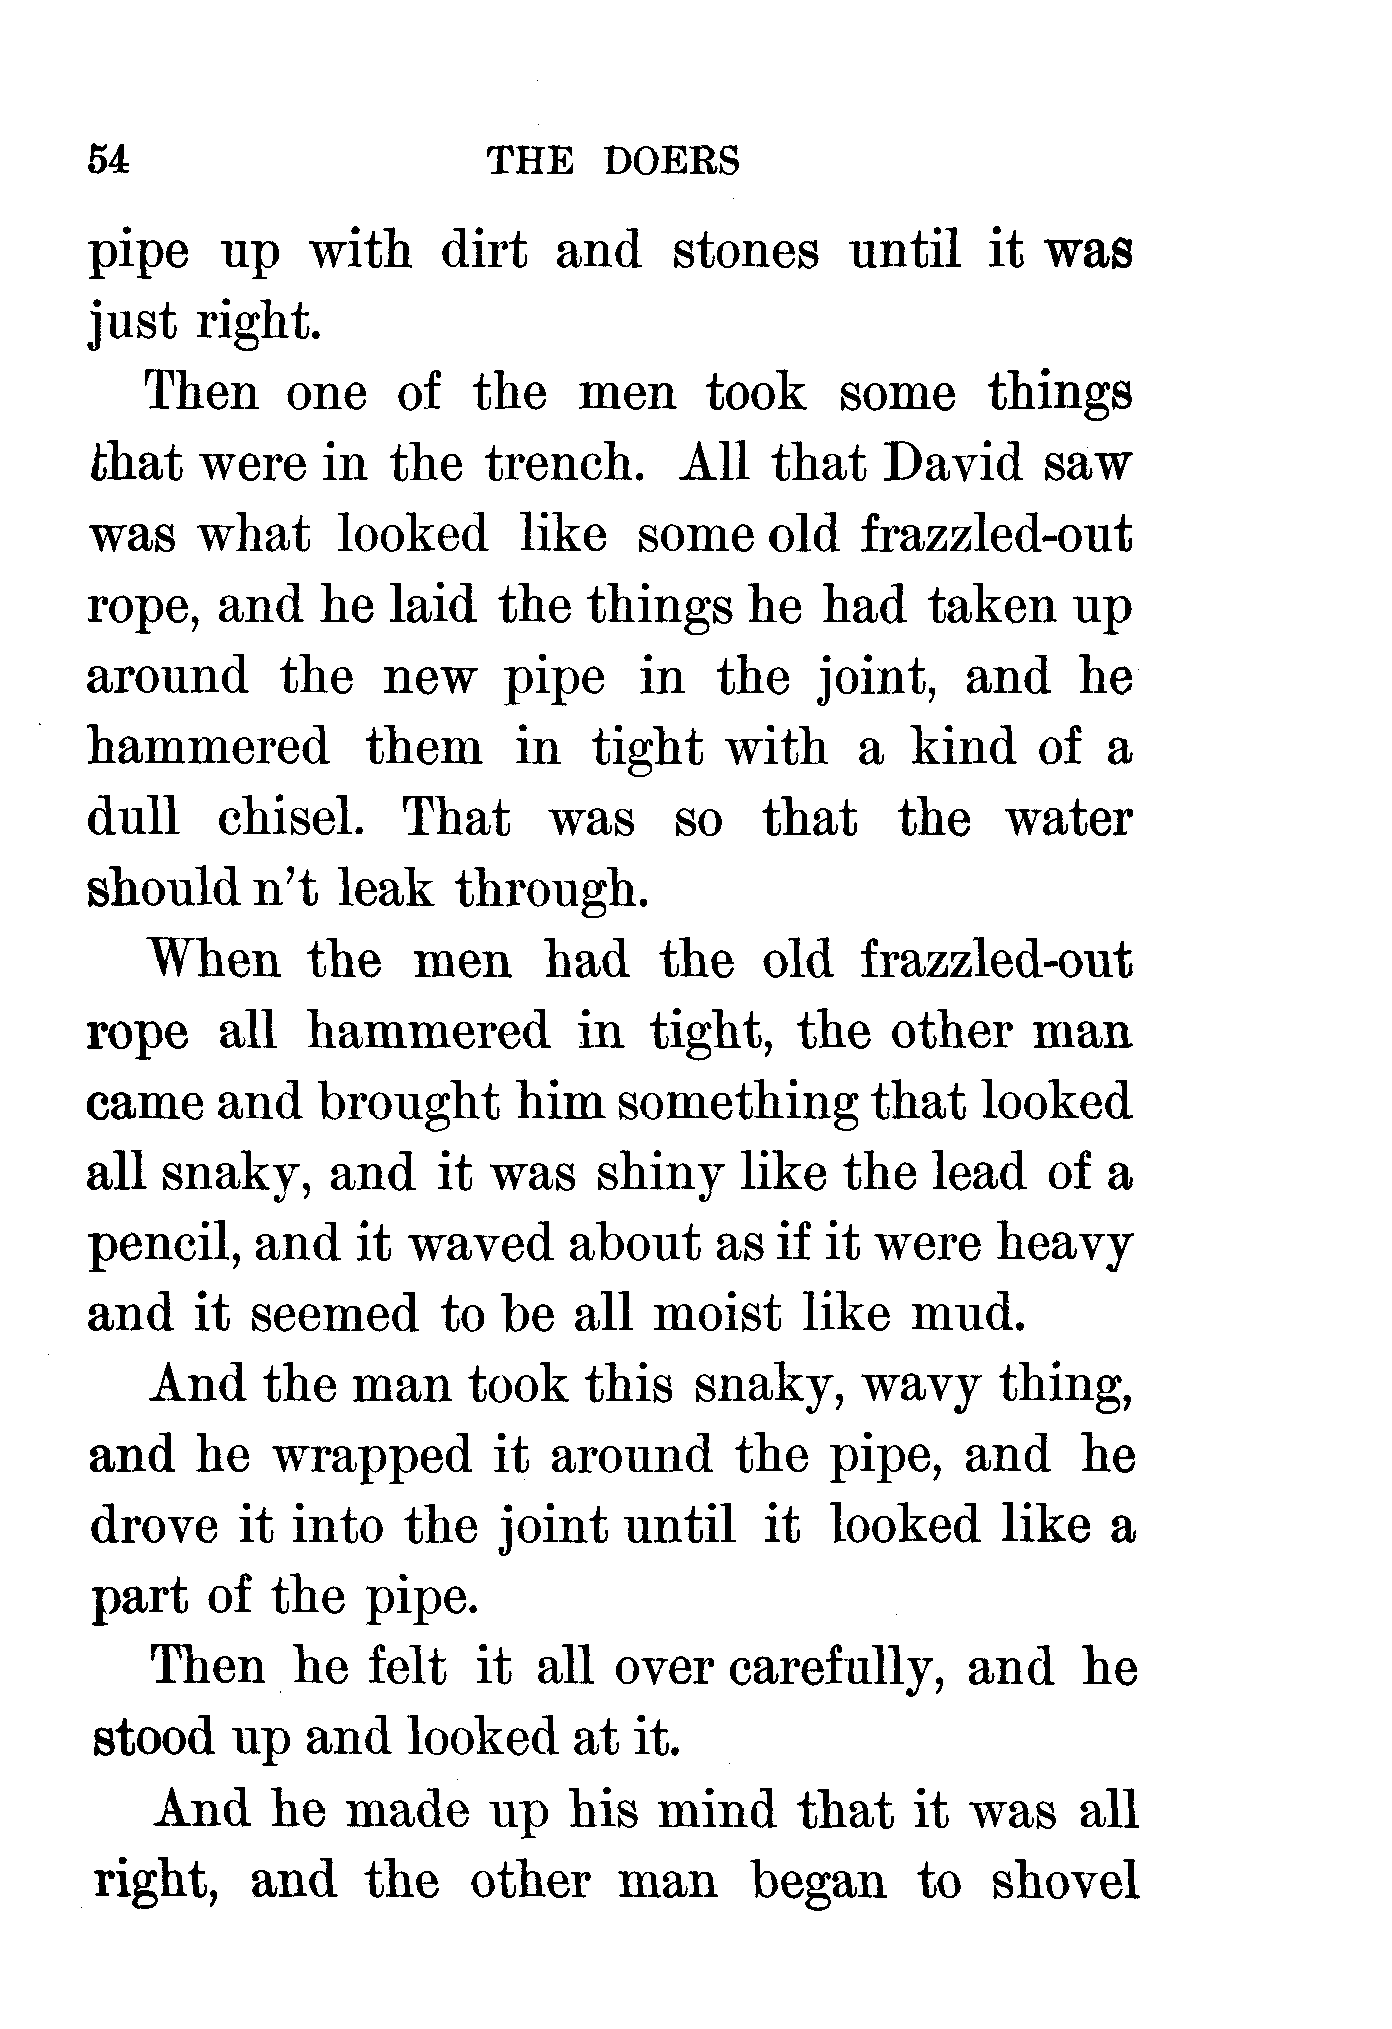 54 THE DOERS
pipe up with dirt and stones until it was
just right.
Then one of the men took some things
that were in the trench. All that David saw
was what looked like some old frazzled-out
rope, and he laid the things he had taken up
around the new pipe in the joint, and he
hammered them in tight with a kind of a
dull chisel. That was so that the water
should n't leak through.
When the men had the old frazzled-out
rope all hammered in tight, the other man
came and brought him something that looked
all snaky, and it was shiny like the lead of a
pencil, and it waved about as if it were heavy
and it seemed to be all moist like mud.
And the man took this snaky, wavy thing,
and he wrapped it around the pipe, and he
drove it into the joint until it looked like a
part of the pipe.
Then he felt it all over carefully, and he
stood up and looked at it.
And he made up his mind that it was all
right, and the other man began to shovel